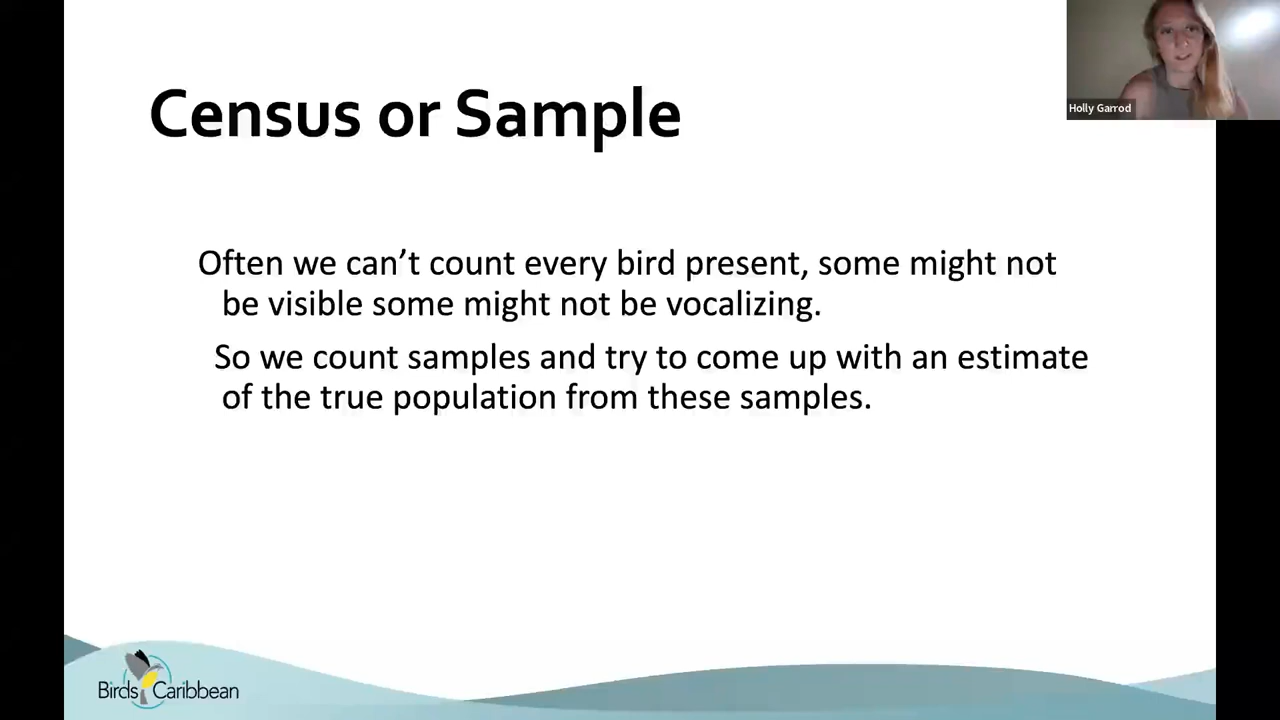 Census or Sample
Holly Garrod
Often we can’t count every bird present, some might not
be visible some might not be vocalizing.
So we count samples and try to come up with an estimate
of the true population from these samples.
BirdsCaribbean